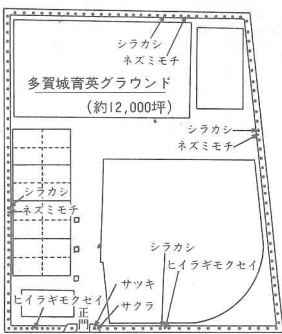 シラカシ
ネズミモチ
多賀城育英グラウンド
(約12,000坪)
シラカシ
ネズミモチ
シラカシ
ネズミモチ
シラカシ
ヒイラギモクセイ
サツキ
ヒイラギモクセイ
正
サクラ